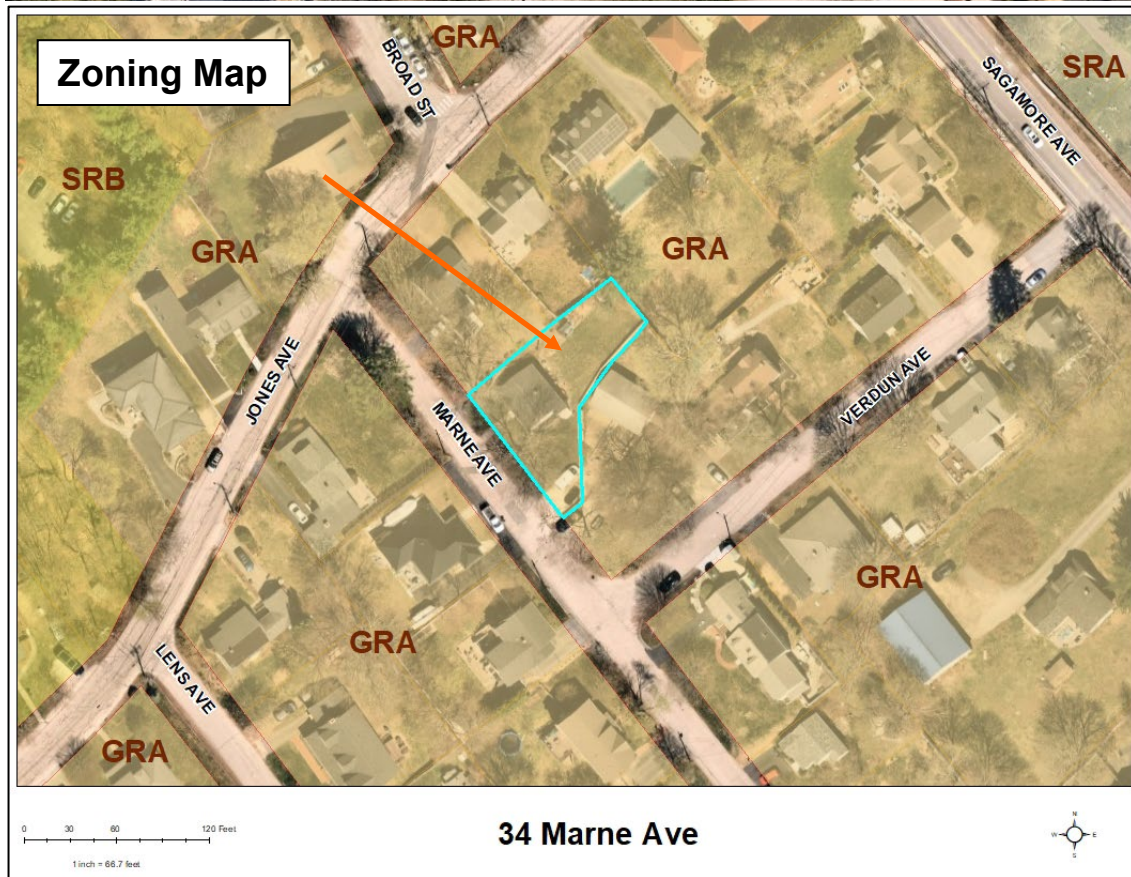 Zoning Map
GRA
BROAD ST
SAGAMORE AVE
SRA
SRB
GRA
GRA
JONES AVE
MARNE AVE
VERDUN AVE
GRA
GRA
LENS AVE
GRA
0 30 60 120 Feet
1 inch = 66.7 feet
34 Marne Ave
N
W E
S